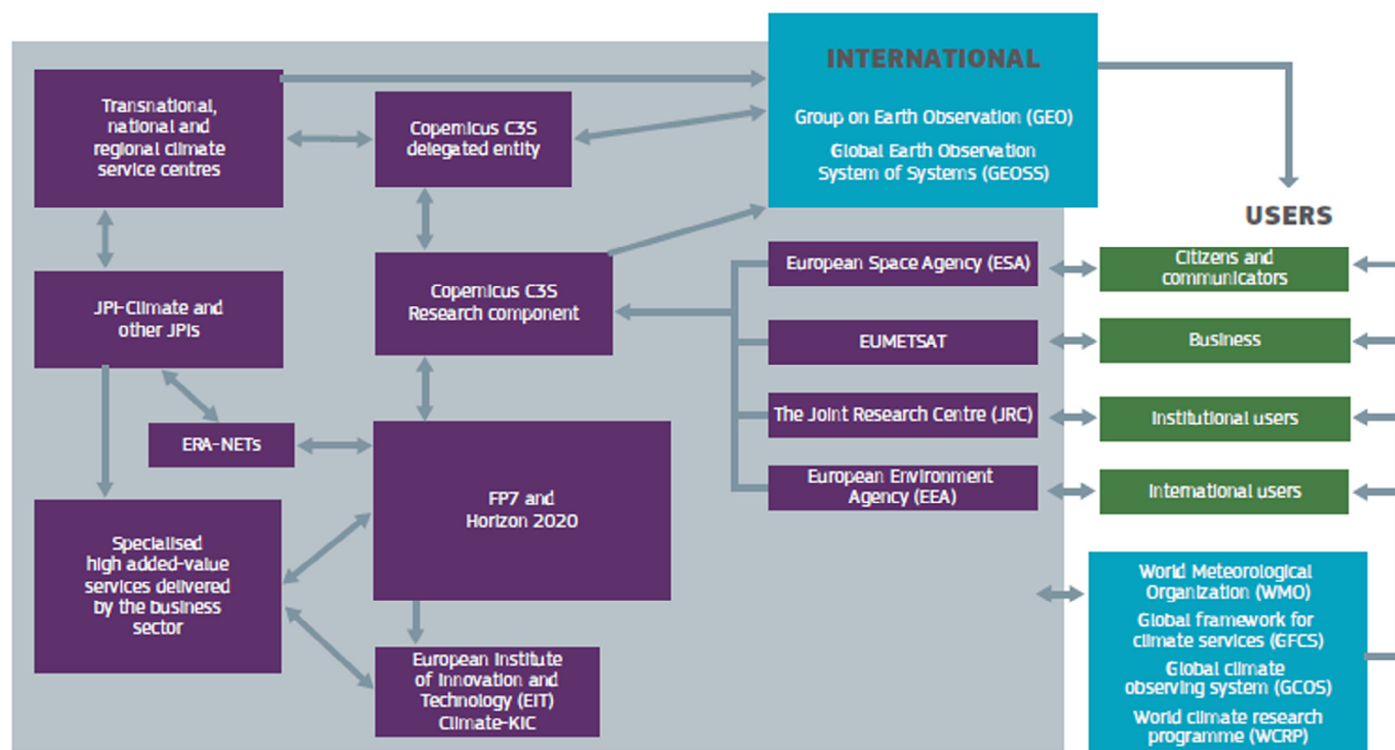 INTERNATIONAL
Group on Earth Observation (GEO)
Global Earth Observation
System of Systems (GEOSS)
USERS
Transnational,
national and
regional climate
service centres
Copernicus C3S
delegated entity
JPI-Climate and
other JPIs
Copernicus C3S
Research component
ERA-NETs
FP7 and
Horizon 2020
Specialised
high added-value
services delivered
by the business
sector
European Institute
of Innovation and
Technology (EIT)
Climate-KIC
European Space Agency (ESA)
EUMETSAT
The Joint Research Centre (JRC)
European Environment
Agency (EEA)
Citizens and
communicators
Business
Institutional users
International users
World Meteorological
Organization (WMO)
Global framework for
climate services (GFCS)
Global climate
observing system (GCOS)
World climate research
programme (WCRP)